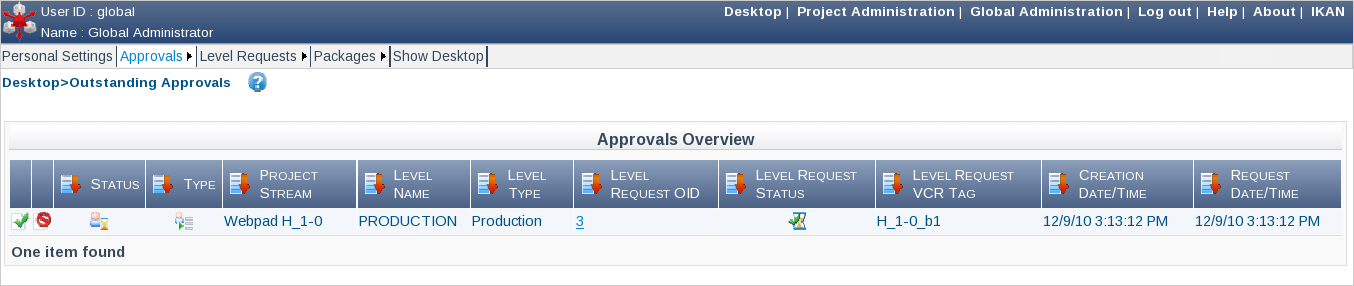 User ID : global
Desktop | Project Administration | Global Administration | Log out | Help | About | IKAN
Name : Global Administrator
Personal Settings Approvals Level Requests Packages Show Desktop
Desktop>Outstanding Approvals ?
Approvals Overview
Status Type Project Stream Level Name Level Type Level Request OID Level Request Status Level Request VCR Tag Creation Date/Time Request Date/Time
Webpad H_1-0 PRODUCTION Production 3 H_1-0_b1 12/9/10 3:13:12 PM 12/9/10 3:13:12 PM
One item found